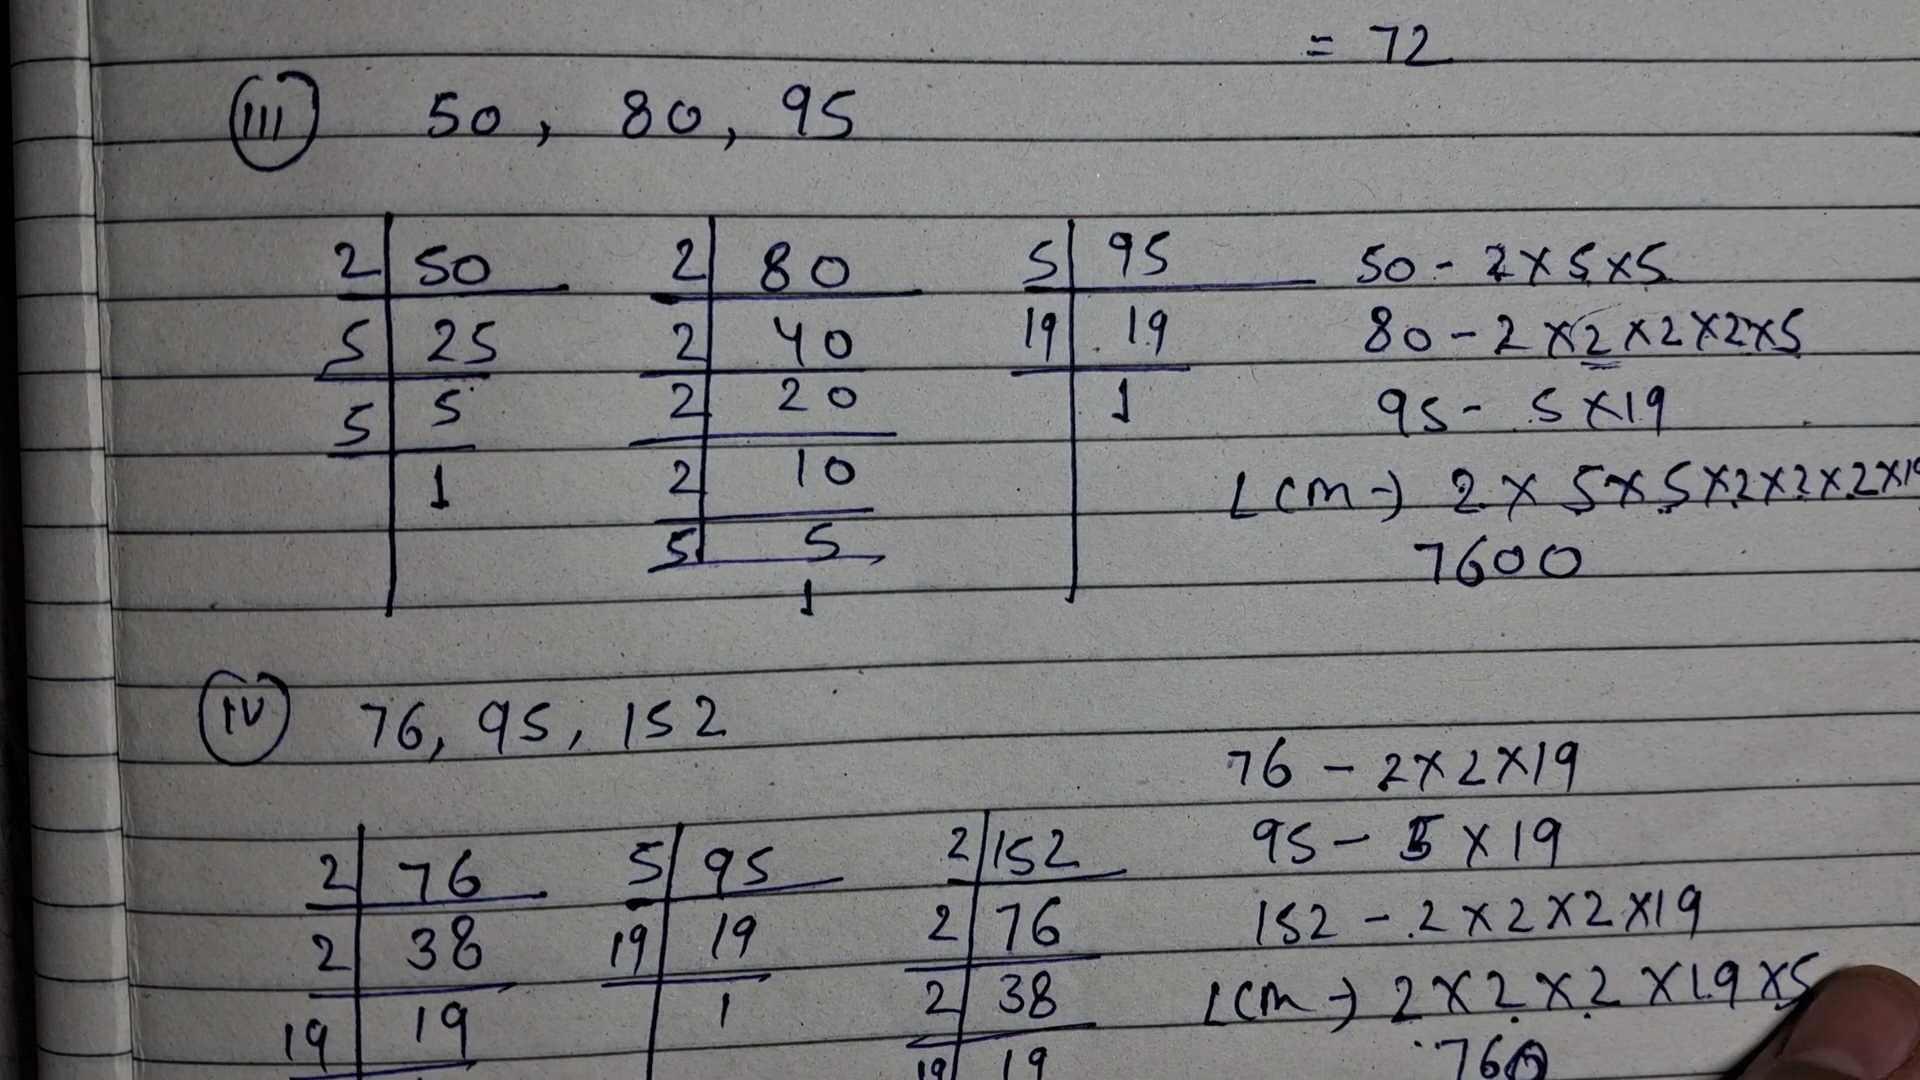 = 72
(III) 50, 80, 95
2 | 50
5 | 25
5 | 5
1
2 | 80
2 | 40
2 | 20
2 | 10
5 | 5
1
5 | 95
19 | 19
1
50 - 2×5×5
80 - 2×2×2×2×5
95 - 5×19
LCM → 2×5×5×2×2×2×19
7600
(IV) 76, 95, 152
2 | 76
2 | 38
19 | 19
5 | 95
19 | 19
1
2 | 152
2 | 76
2 | 38
19 | 19
76 - 2×2×19
95 - 5×19
152 - 2×2×2×19
LCM → 2×2×2×19×5
760